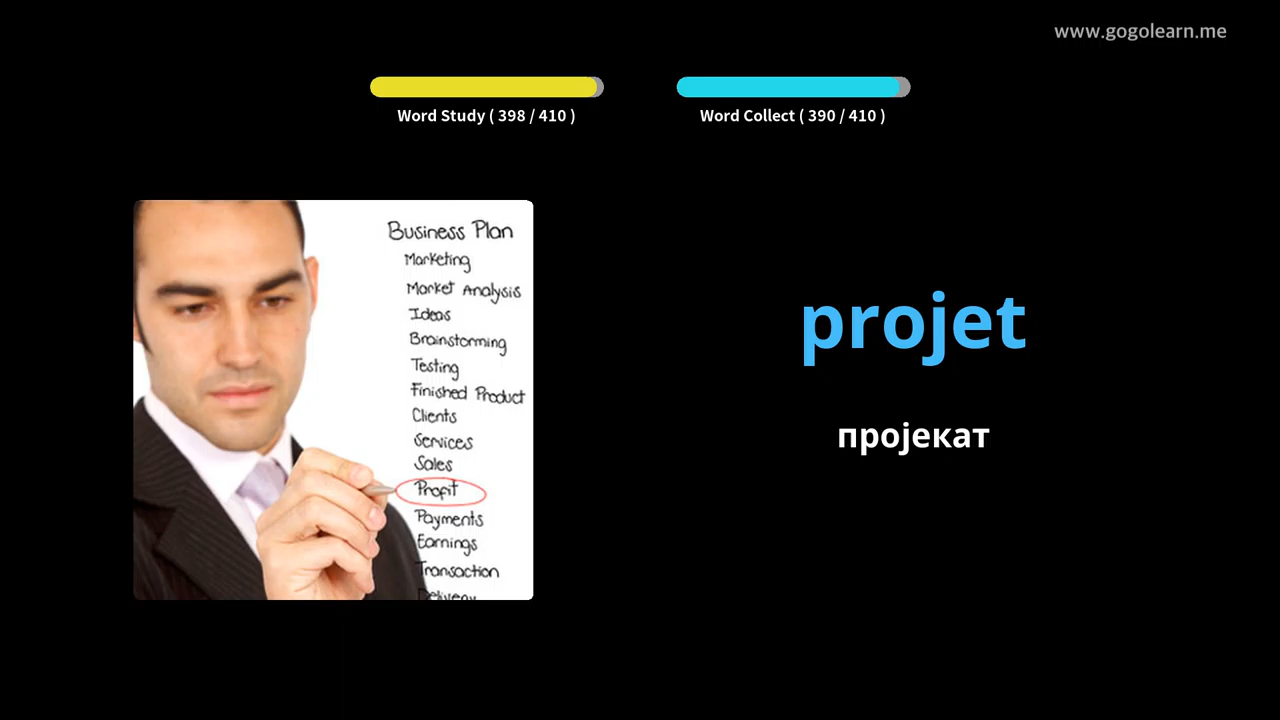 www.gogolearn.me
Word Study ( 398 / 410 )
Word Collect ( 390 / 410 )
Business Plan
Marketing
Market Analysis
Ideas
Brainstorming
Testing
Finished Product
Clients
Services
Sales
Profit
Payments
Earnings
Transaction
Delivery
projet
пројекат